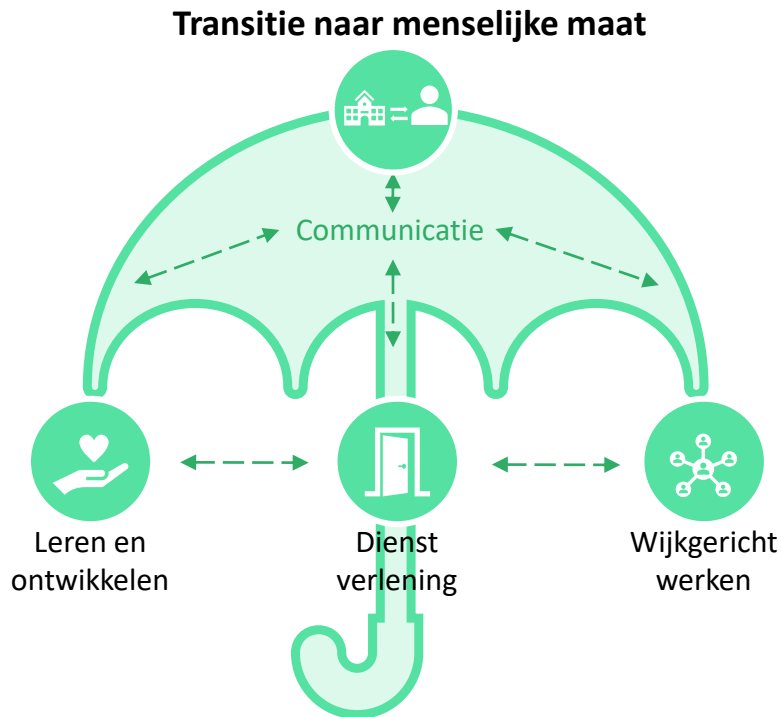 Transitie naar menselijke maat
Communicatie
Leren en
ontwikkelen
Dienst
verlening
Wijkgericht
werken